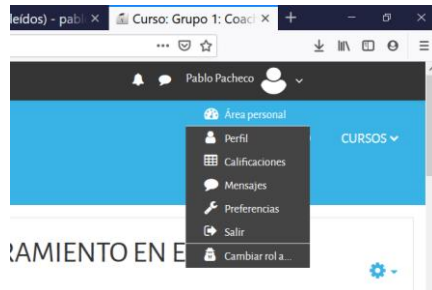 leídos) - pabl
Curso: Grupo 1: Coac
Pablo Pacheco
Área personal
Perfil
CURSOS
Calificaciones
Mensajes
Preferencias
Salir
Cambiar rol a...
RAMIENTO EN E